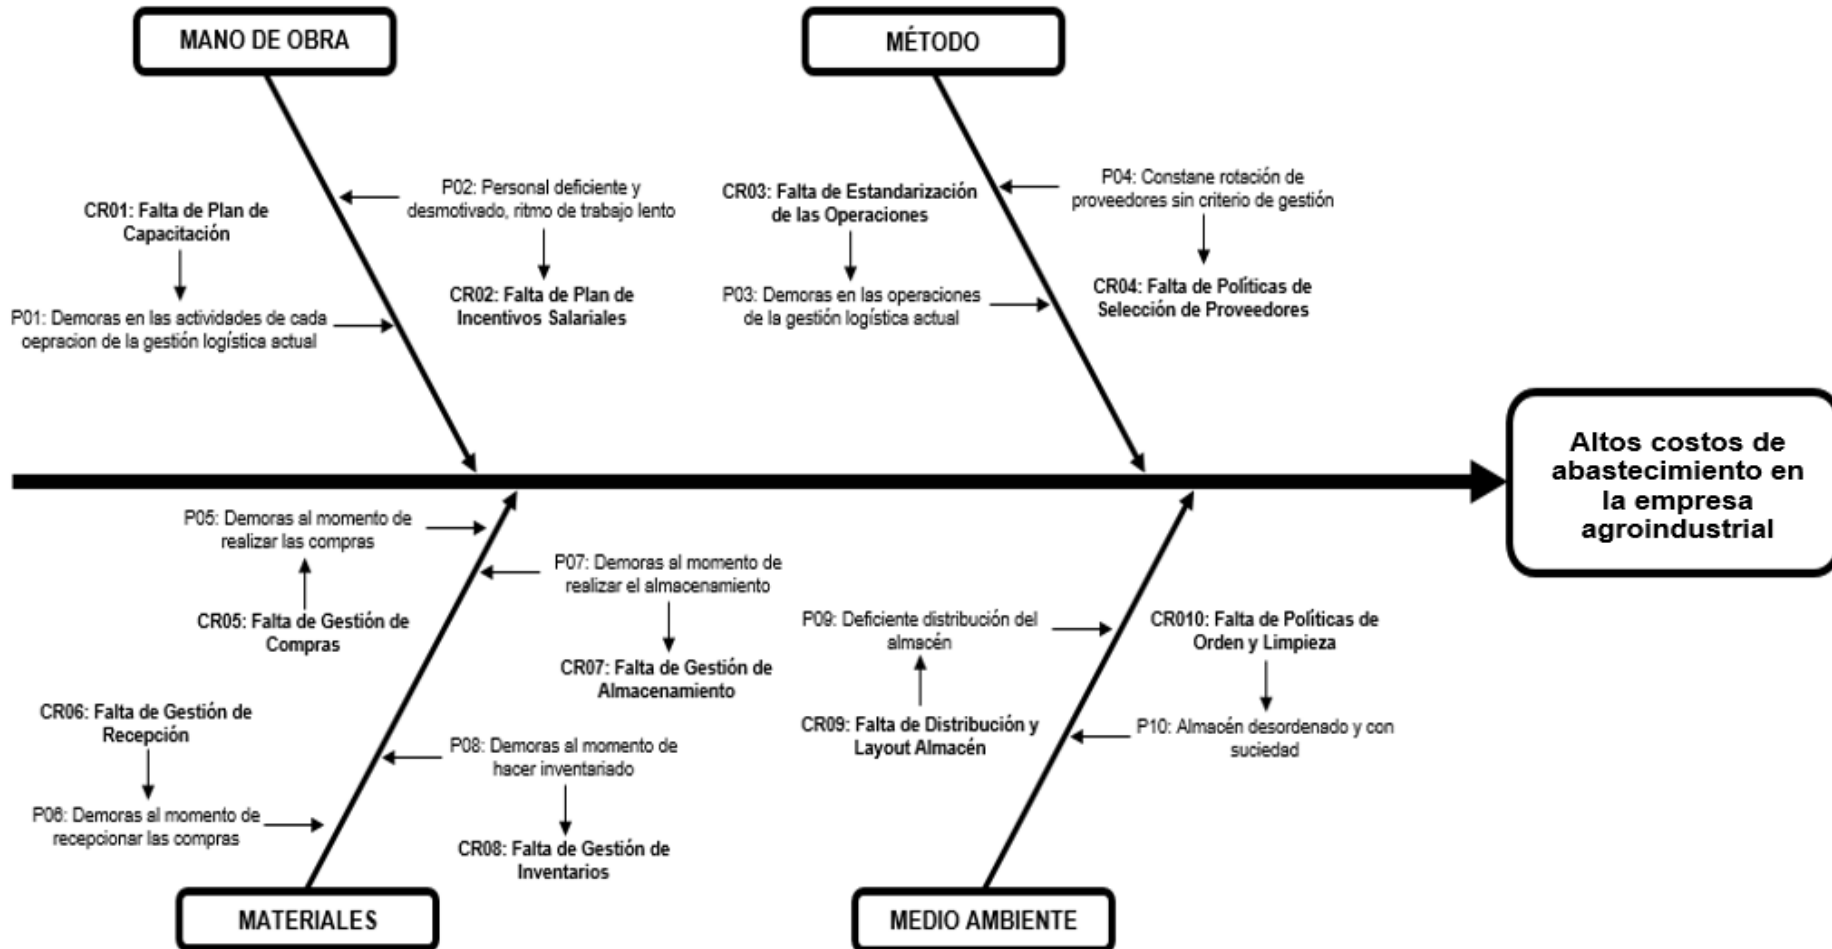 MANO DE OBRA
MÉTODO
CR01: Falta de Plan de
Capacitación
P01: Demoras en las actividades de cada
oepracion de la gestión logística actual
P02: Personal deficiente y
desmotivado, ritmo de trabajo lento
CR02: Falta de Plan de
Incentivos Salariales
CR03: Falta de Estandarización
de las Operaciones
P03: Demoras en las operaciones
de la gestión logística actual
P04: Constane rotación de
proveedores sin criterio de gestión
CR04: Falta de Políticas de
Selección de Proveedores
Altos costos de
abastecimiento en
la empresa
agroindustrial
P05: Demoras al momento de
realizar las compras
CR05: Falta de Gestión de
Compras
CR06: Falta de Gestión de
Recepción
P06: Demoras al momento de
recepcionar las compras
P07: Demoras al momento de
realizar el almacenamiento
CR07: Falta de Gestión de
Almacenamiento
P08: Demoras al momento de
hacer inventariado
CR08: Falta de Gestión de
Inventarios
P09: Deficiente distribución del
almacén
CR09: Falta de Distribución y
Layout Almacén
CR010: Falta de Políticas de
Orden y Limpieza
P10: Almacén desordenado y con
suciedad
MATERIALES
MEDIO AMBIENTE